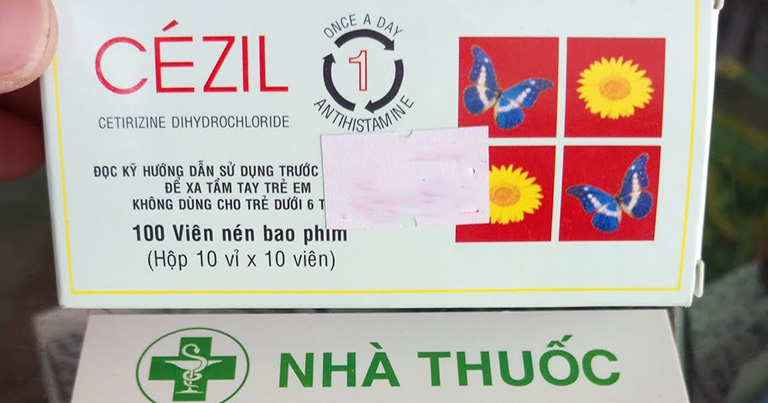 CÉZIL
ONCE A DAY
1
ANTIHISTAMINE
CETIRIZINE DIHYDROCHLORIDE
ĐỌC KỸ HƯỚNG DẪN SỬ DỤNG TRƯỚC
ĐỂ XA TẦM TAY TRẺ EM
KHÔNG DÙNG CHO TRẺ DƯỚI 6
100 Viên nén bao phim
(Hộp 10 vỉ x 10 viên)
NHÀ THUỐC